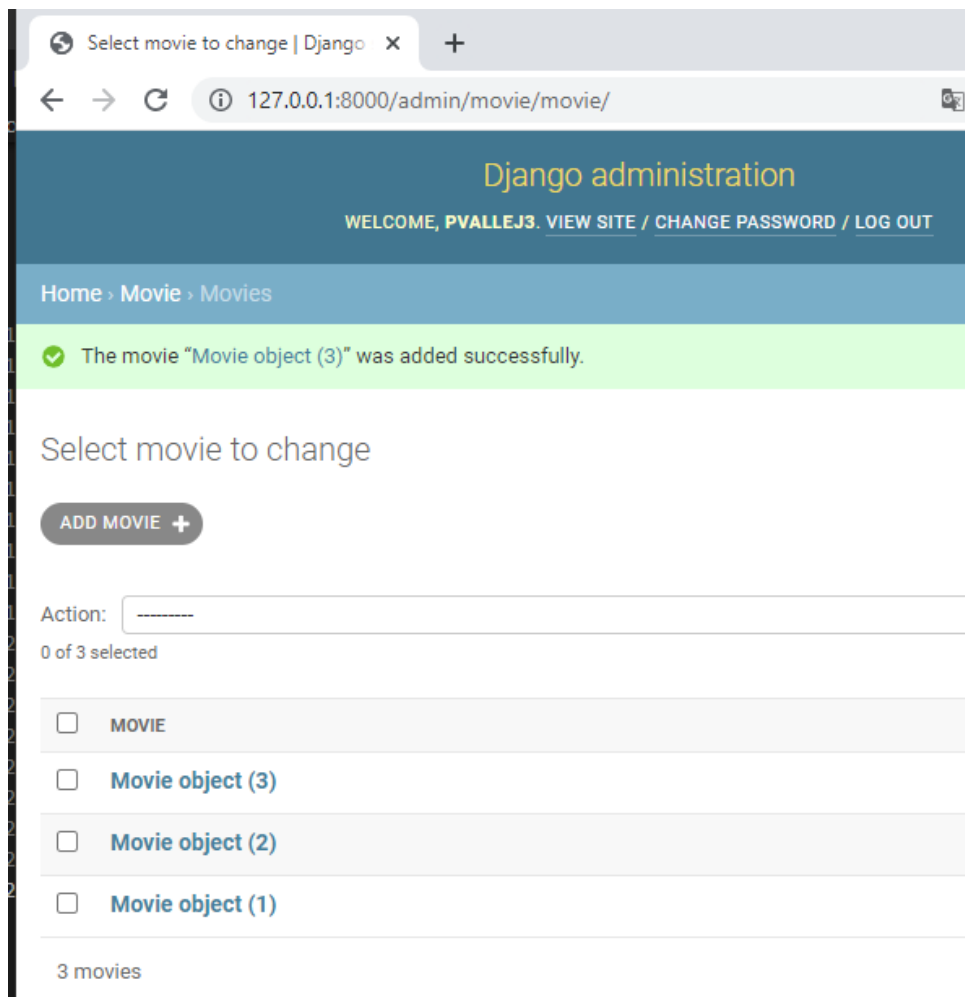 Select movie to change | Django
127.0.0.1:8000/admin/movie/movie/
Django administration
WELCOME, PVALLEJ3. VIEW SITE / CHANGE PASSWORD / LOG OUT
Home › Movie › Movies
The movie “Movie object (3)” was added successfully.
Select movie to change
ADD MOVIE +
Action: ---------
0 of 3 selected
MOVIE
Movie object (3)
Movie object (2)
Movie object (1)
3 movies